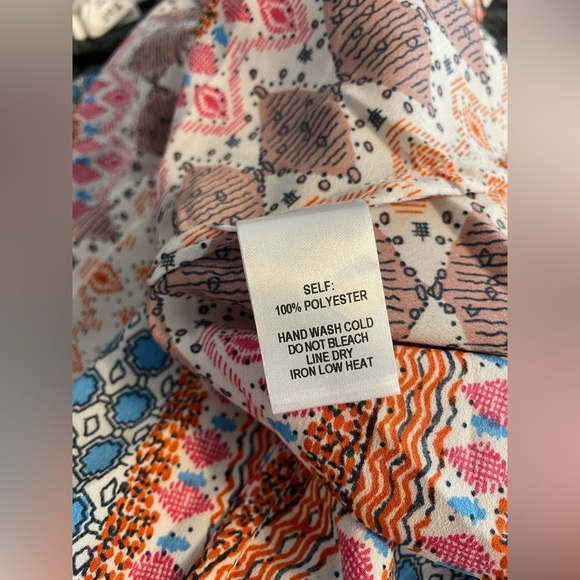 SELF:
100% POLYESTER
HAND WASH COLD
DO NOT BLEACH
LINE DRY
IRON LOW HEAT